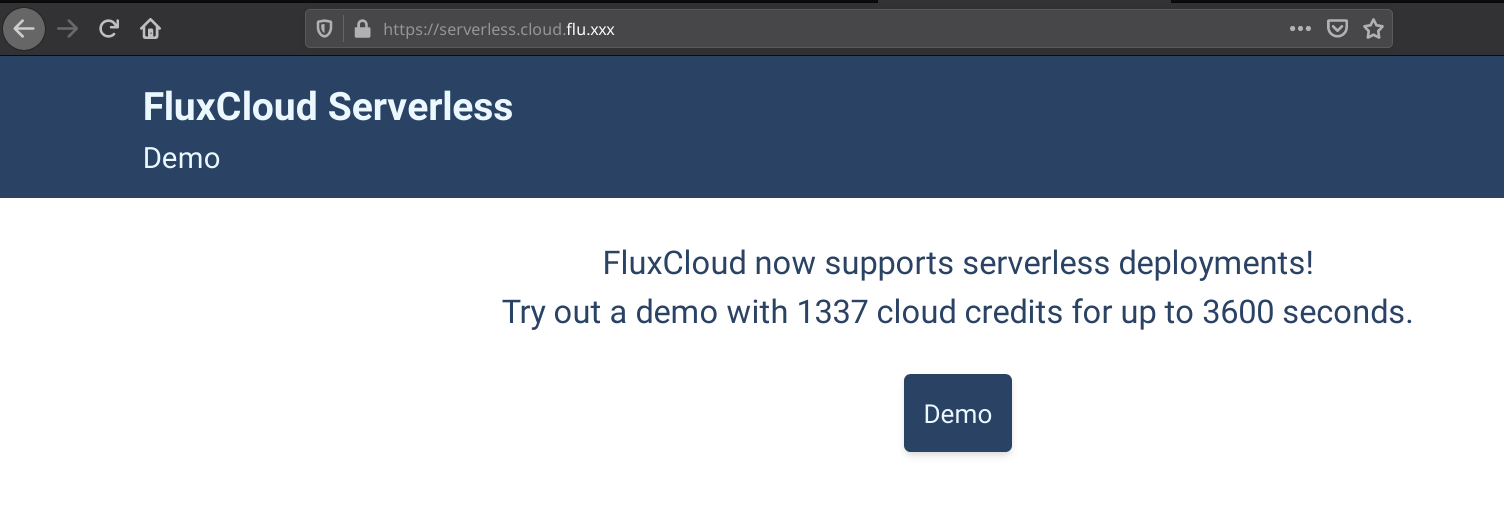 https://serverless.cloud.flu.xxx
FluxCloud Serverless
Demo
FluxCloud now supports serverless deployments!
Try out a demo with 1337 cloud credits for up to 3600 seconds.
Demo